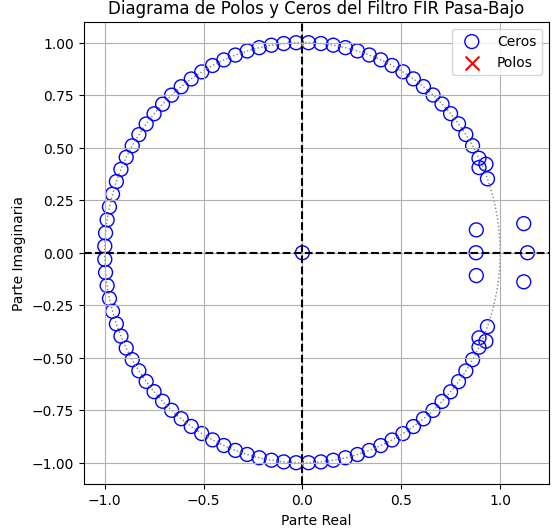 Diagrama de Polos y Ceros del Filtro FIR Pasa-Bajo
Ceros
Polos
1.00
0.75
0.50
0.25
0.00
−0.25
−0.50
−0.75
−1.00
Parte Imaginaria
−1.0
−0.5
0.0
0.5
1.0
Parte Real